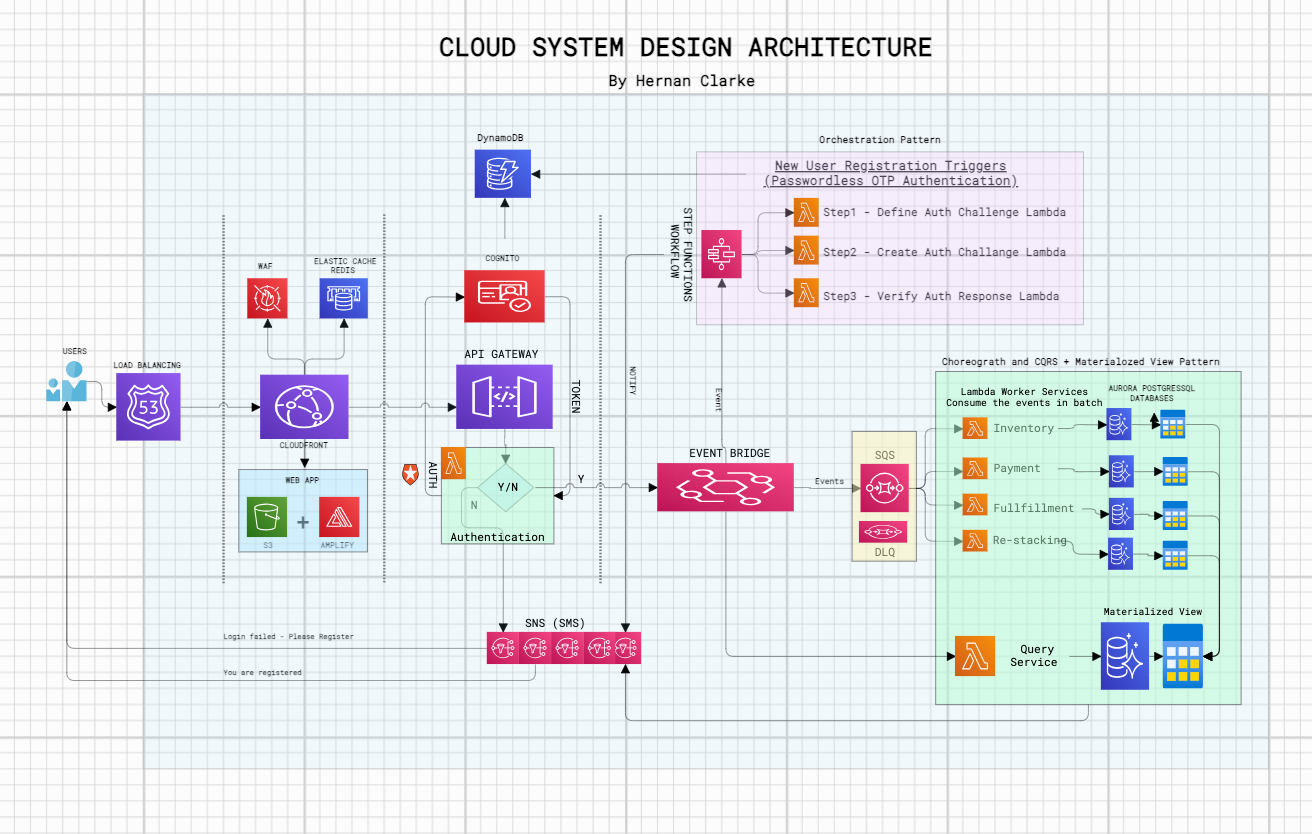 CLOUD SYSTEM DESIGN ARCHITECTURE
By Hernan Clarke
DynamoDB
Orchestration Pattern
New User Registration Triggers
(Passwordless OTP Authentication)
STEP FUNCTIONS
WORKFLOW
Step1 - Define Auth Challenge Lambda
Step2 - Create Auth Challange Lambda
Step3 - Verify Auth Response Lambda
WAF
ELASTIC CACHE
REDIS
COGNITO
USERS
LOAD BALANCING
53
CLOUDFRONT
API GATEWAY
TOKEN
NOTIFY
Event
WEB APP
S3
+
AMPLIFY
AUTH
Y/N
N
Y
Authentication
EVENT BRIDGE
Events
SQS
DLQ
Choreograth and CQRS + Materialozed View Pattern
Lambda Worker Services
Consume the events in batch
AURORA POSTGRESSQL
DATABASES
Inventory
Payment
Fullfillment
Re-stacking
Materialized View
Query
Service
SNS (SMS)
Login failed - Please Register
You are registered